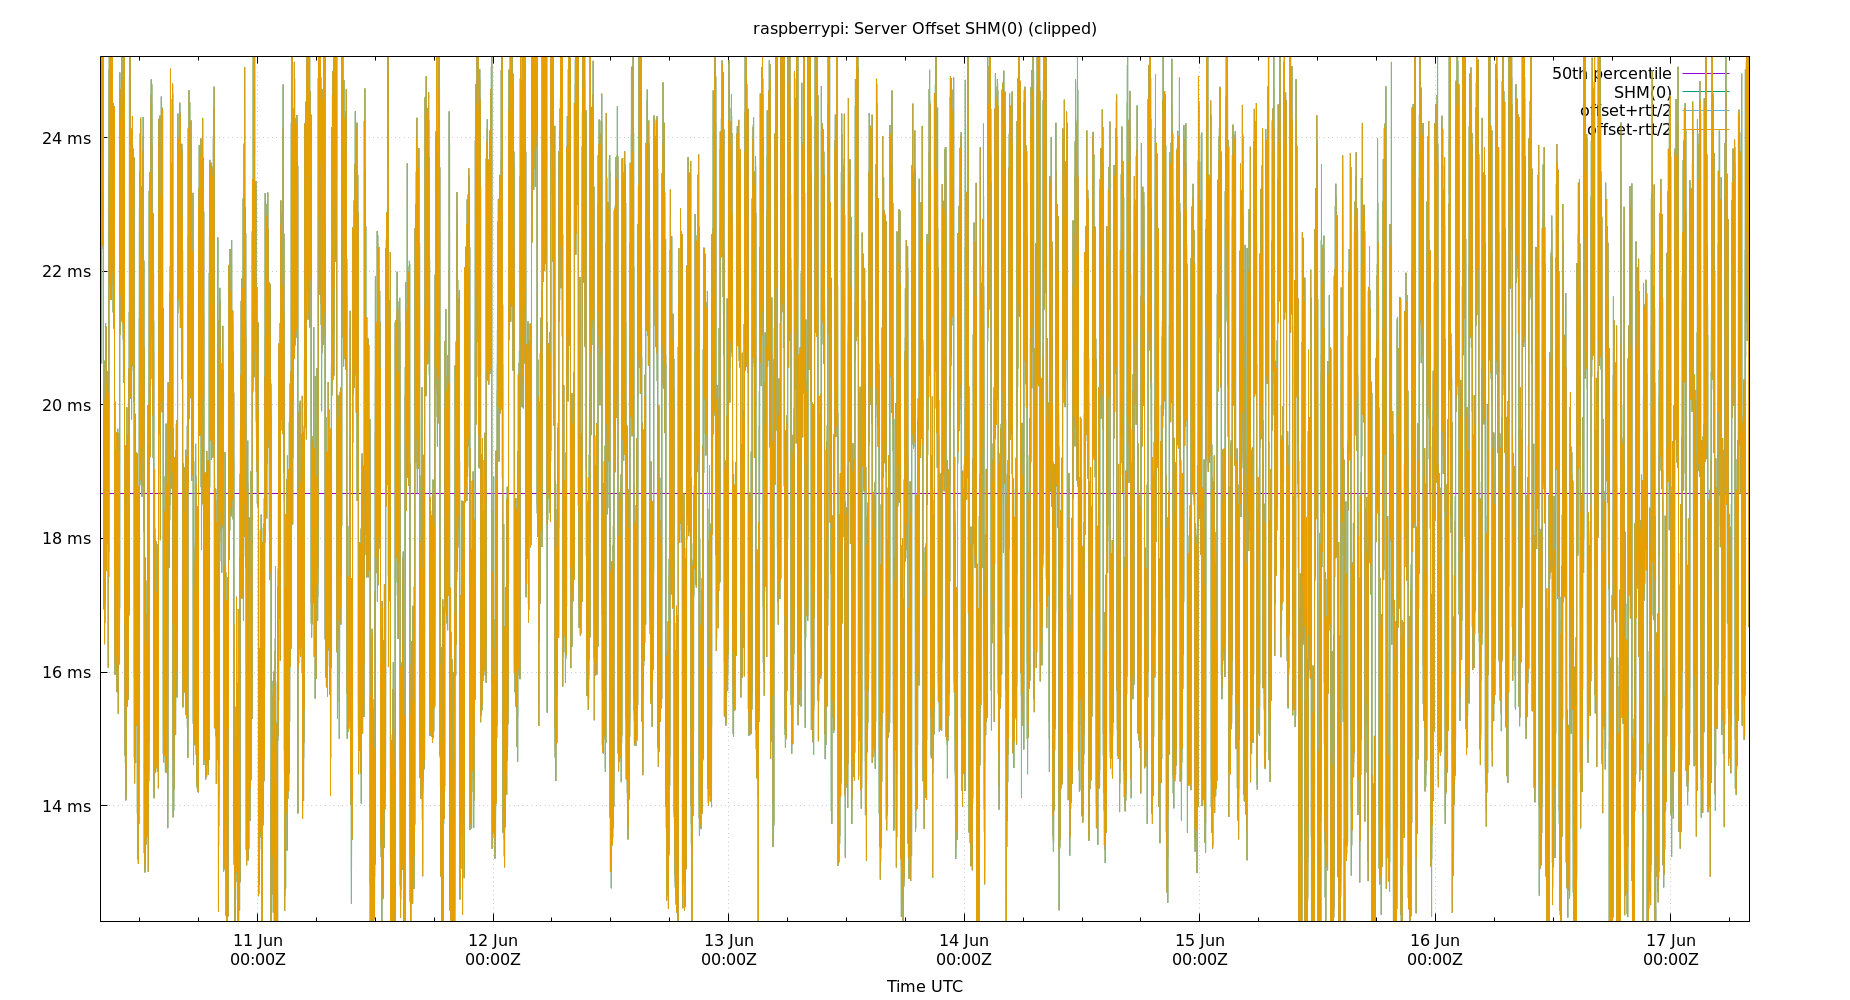 raspberrypi: Server Offset SHM(0) (clipped)
50th percentile
SHM(0)
offset+rtt/2
offset-rtt/2
24 ms
22 ms
20 ms
18 ms
16 ms
14 ms
11 Jun 12 Jun 13 Jun 14 Jun 15 Jun 16 Jun 17 Jun
00:00Z 00:00Z 00:00Z 00:00Z 00:00Z 00:00Z 00:00Z
Time UTC